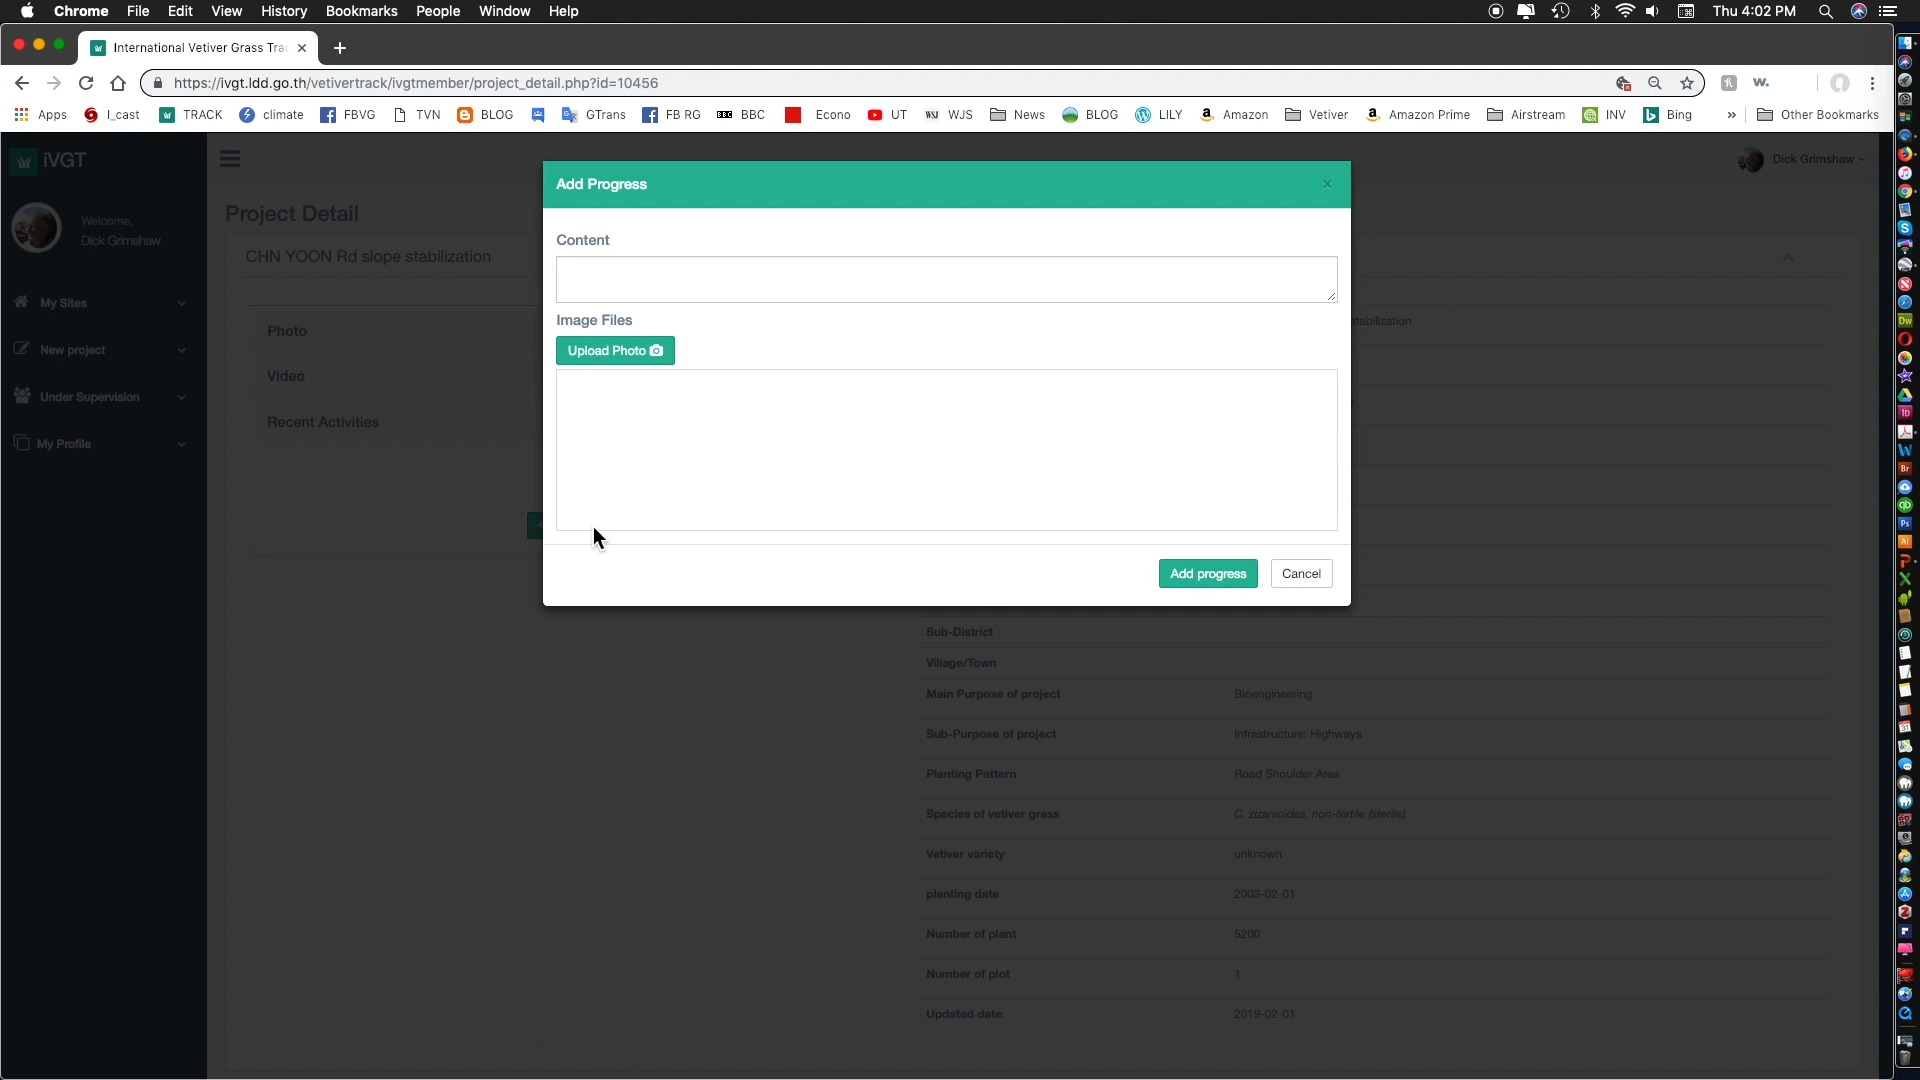 Chrome File Edit View History Bookmarks People Window Help Thu 4:02 PM
International Vetiver Grass Trac
https://ivgt.ldd.go.th/vetivertrack/ivgtmember/project_detail.php?id=10456
Apps I_cast TRACK climate FBVG TVN BLOG GTrans FB RG BBC Econo UT WJS News BLOG LILY Amazon Vetiver Amazon Prime Airstream INV Bing » Other Bookmarks
iVGT
Dick Grimshaw
Welcome,
Dick Grimshaw
My Sites
New project
Under Supervision
My Profile
Project Detail
CHN YOON Rd slope stabilization
Photo
Video
Recent Activities
Add Progress ×
Content
Image Files
Upload Photo
Add progress Cancel
stabilization
Sub-District
Village/Town
Main Purpose of project Bioengineering
Sub-Purpose of project Infrastructure: Highways
Planting Pattern Road Shoulder Area
Species of vetiver grass C. zizanioides, non-fertile (sterile)
Vetiver variety unknown
planting date 2003-02-01
Number of plant 5200
Number of plot 1
Updated date 2019-02-01